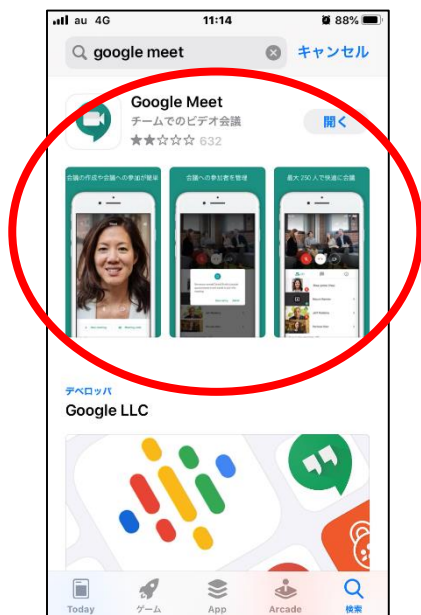 au 4G 11:14 88%
google meet キャンセル
Google Meet
チームでのビデオ会議
開く
632
会議の作成や会議への参加が簡単
会議への参加者を管理
最大 250 人で快適に会議
デベロッパ
Google LLC
Today ゲーム App Arcade 検索